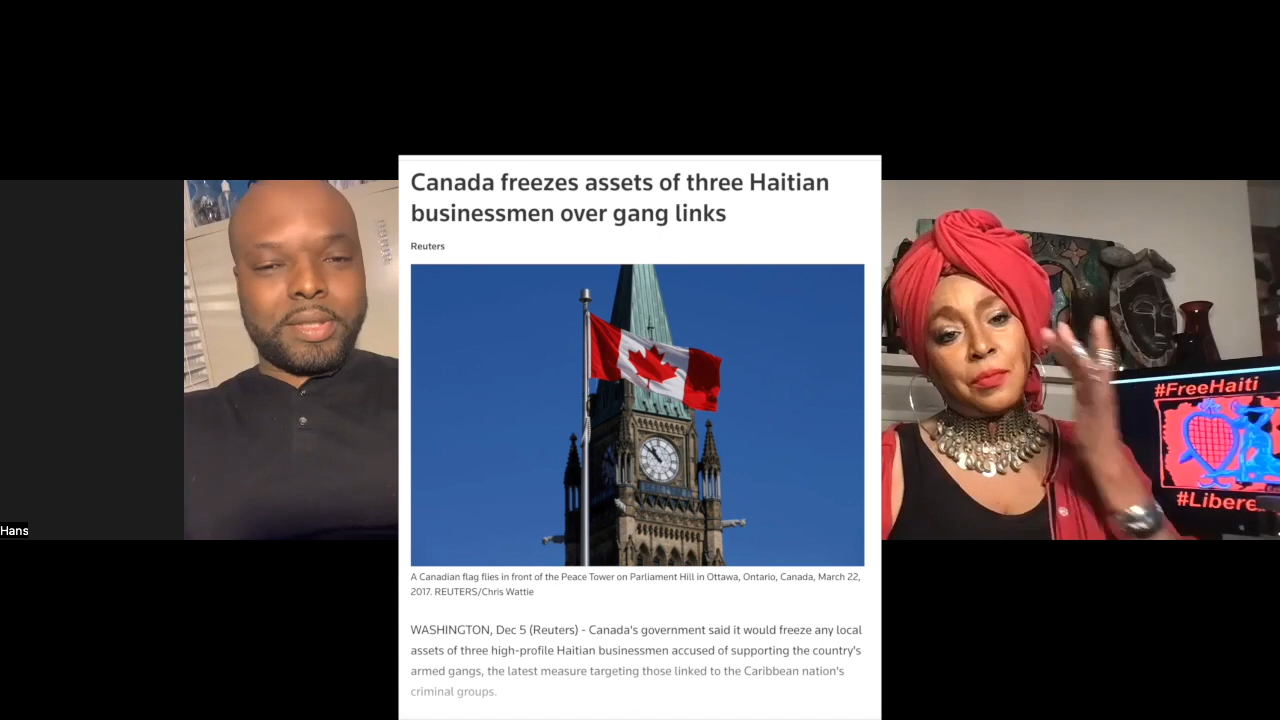 Canada freezes assets of three Haitian
businessmen over gang links
Reuters
A Canadian flag flies in front of the Peace Tower on Parliament Hill in Ottawa, Ontario, Canada, March 22,
2017. REUTERS/Chris Wattie
WASHINGTON, Dec 5 (Reuters) - Canada's government said it would freeze any local
assets of three high-profile Haitian businessmen accused of supporting the country's
armed gangs, the latest measure targeting those linked to the Caribbean nation's
criminal groups.
Hans
#FreeHaiti
#Libere